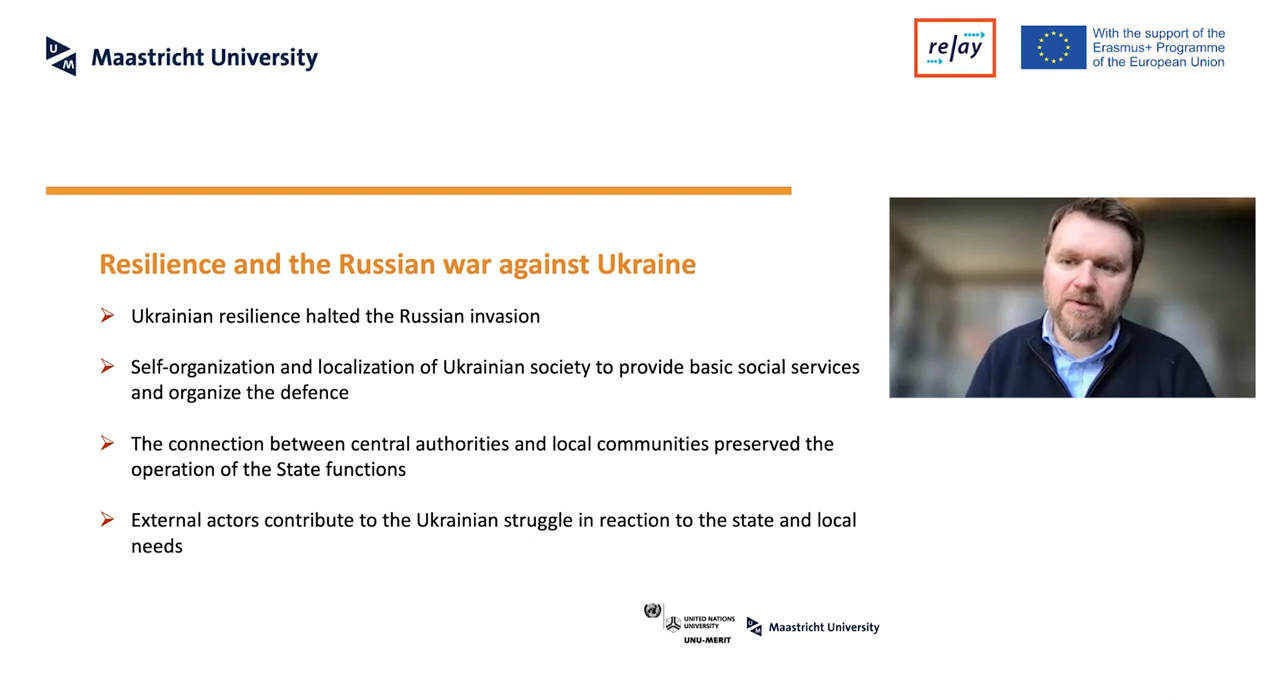 UM Maastricht University
relay
With the support of the
Erasmus+ Programme
of the European Union
Resilience and the Russian war against Ukraine
Ukrainian resilience halted the Russian invasion
Self-organization and localization of Ukrainian society to provide basic social services
and organize the defence
The connection between central authorities and local communities preserved the
operation of the State functions
External actors contribute to the Ukrainian struggle in reaction to the state and local
needs
UNITED NATIONS
UNIVERSITY
UNU-MERIT
UM Maastricht University